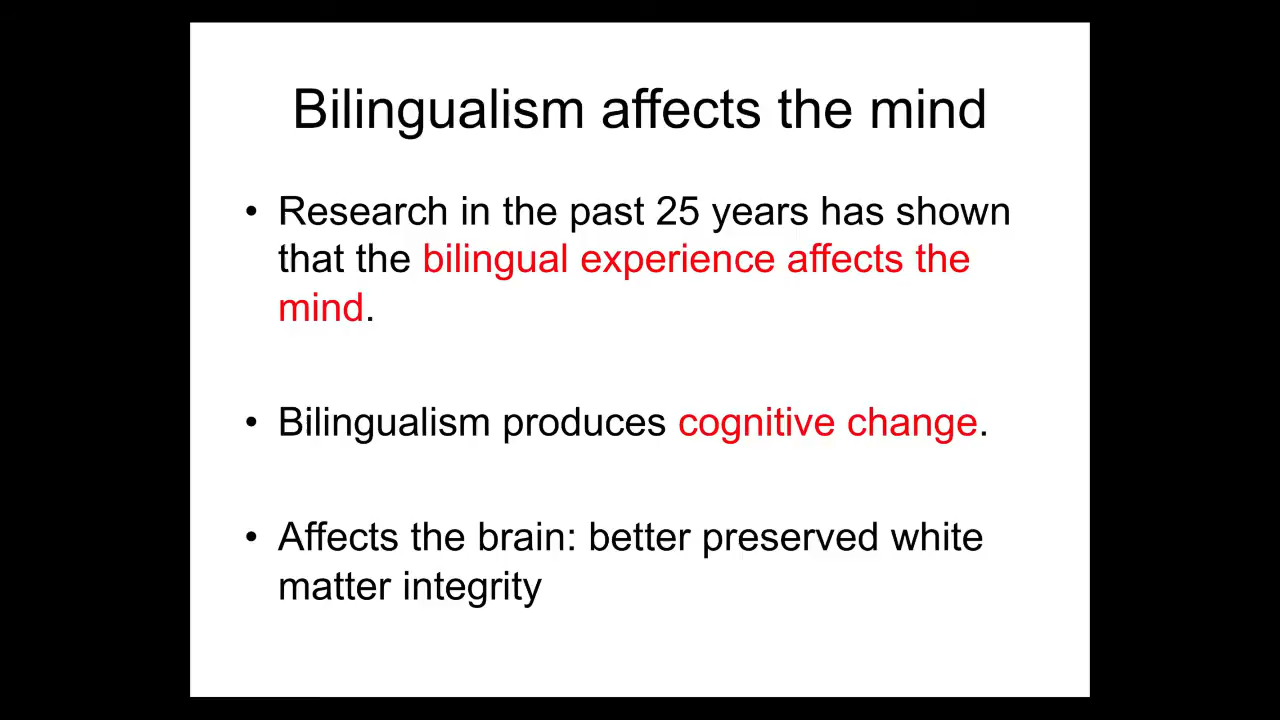 Bilingualism affects the mind
• Research in the past 25 years has shown
that the bilingual experience affects the
mind.
• Bilingualism produces cognitive change.
• Affects the brain: better preserved white
matter integrity